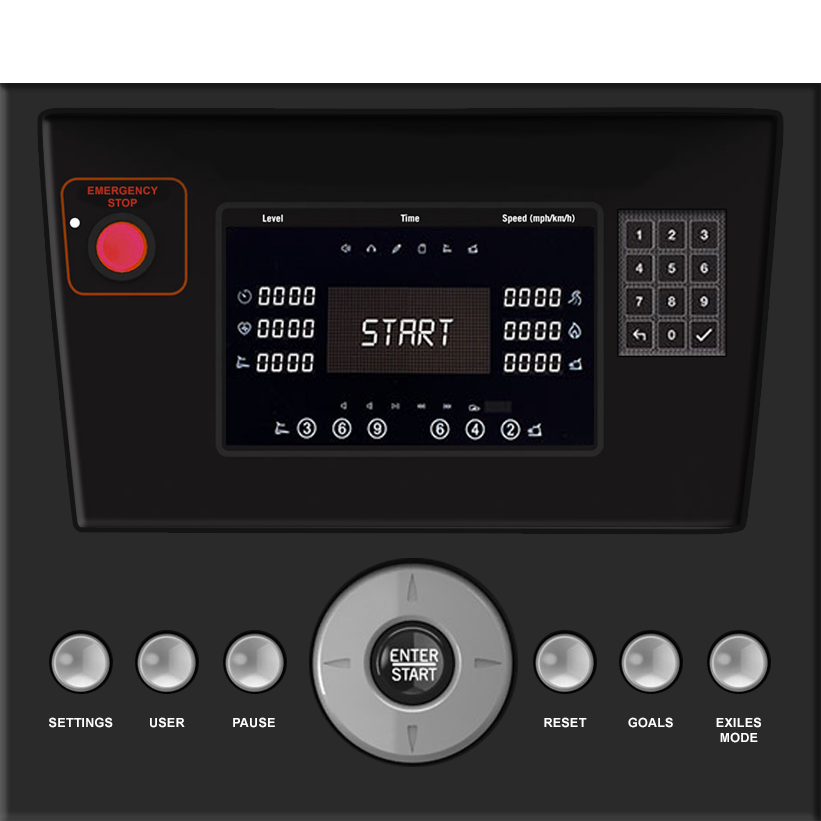 EMERGENCY
STOP
Level Time Speed (mph/km/h)
1 2 3
4 5 6
7 8 9
0
0000 0000
START
0000 0000
0000 0000
3 6 9 6 4 2
ENTER
START
SETTINGS USER PAUSE RESET GOALS EXILES
MODE